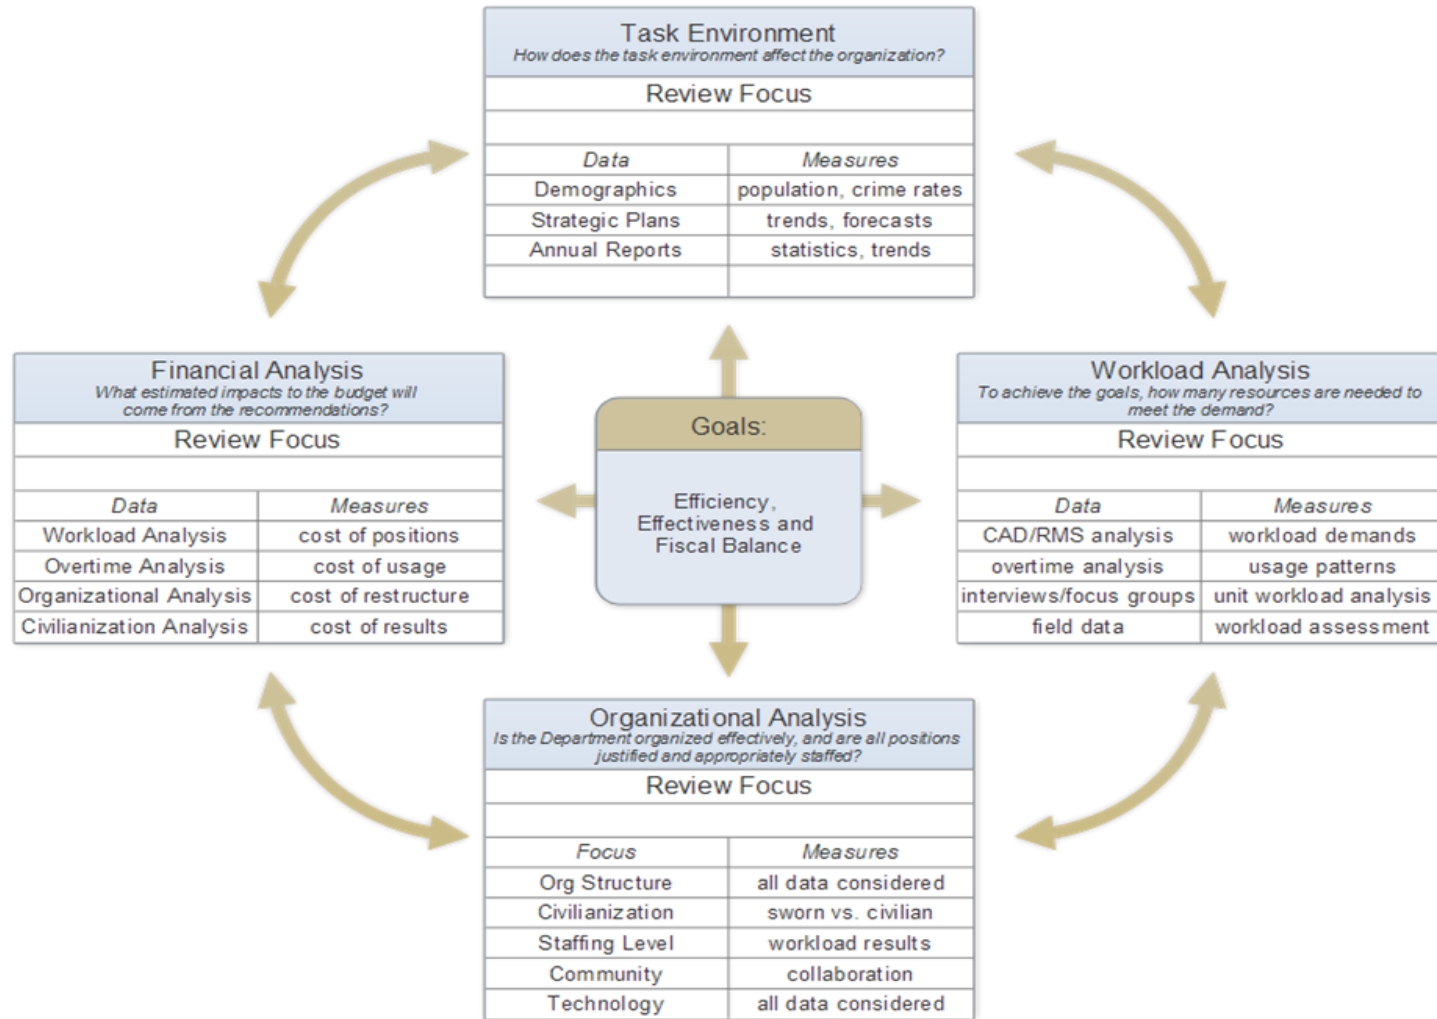 Task Environment
How does the task environment affect the organization?
Review Focus
Data Measures
Demographics population, crime rates
Strategic Plans trends, forecasts
Annual Reports statistics, trends
Financial Analysis
What estimated impacts to the budget will
come from the recommendations?
Review Focus
Data Measures
Workload Analysis cost of positions
Overtime Analysis cost of usage
Organizational Analysis cost of restructure
Civilianization Analysis cost of results
Goals:
Efficiency,
Effectiveness and
Fiscal Balance
Workload Analysis
To achieve the goals, how many resources are needed to
meet the demand?
Review Focus
Data Measures
CAD/RMS analysis workload demands
overtime analysis usage patterns
interviews/focus groups unit workload analysis
field data workload assessment
Organizational Analysis
Is the Department organized effectively, and are all positions
justified and appropriately staffed?
Review Focus
Focus Measures
Org Structure all data considered
Civilianization sworn vs. civilian
Staffing Level workload results
Community collaboration
Technology all data considered